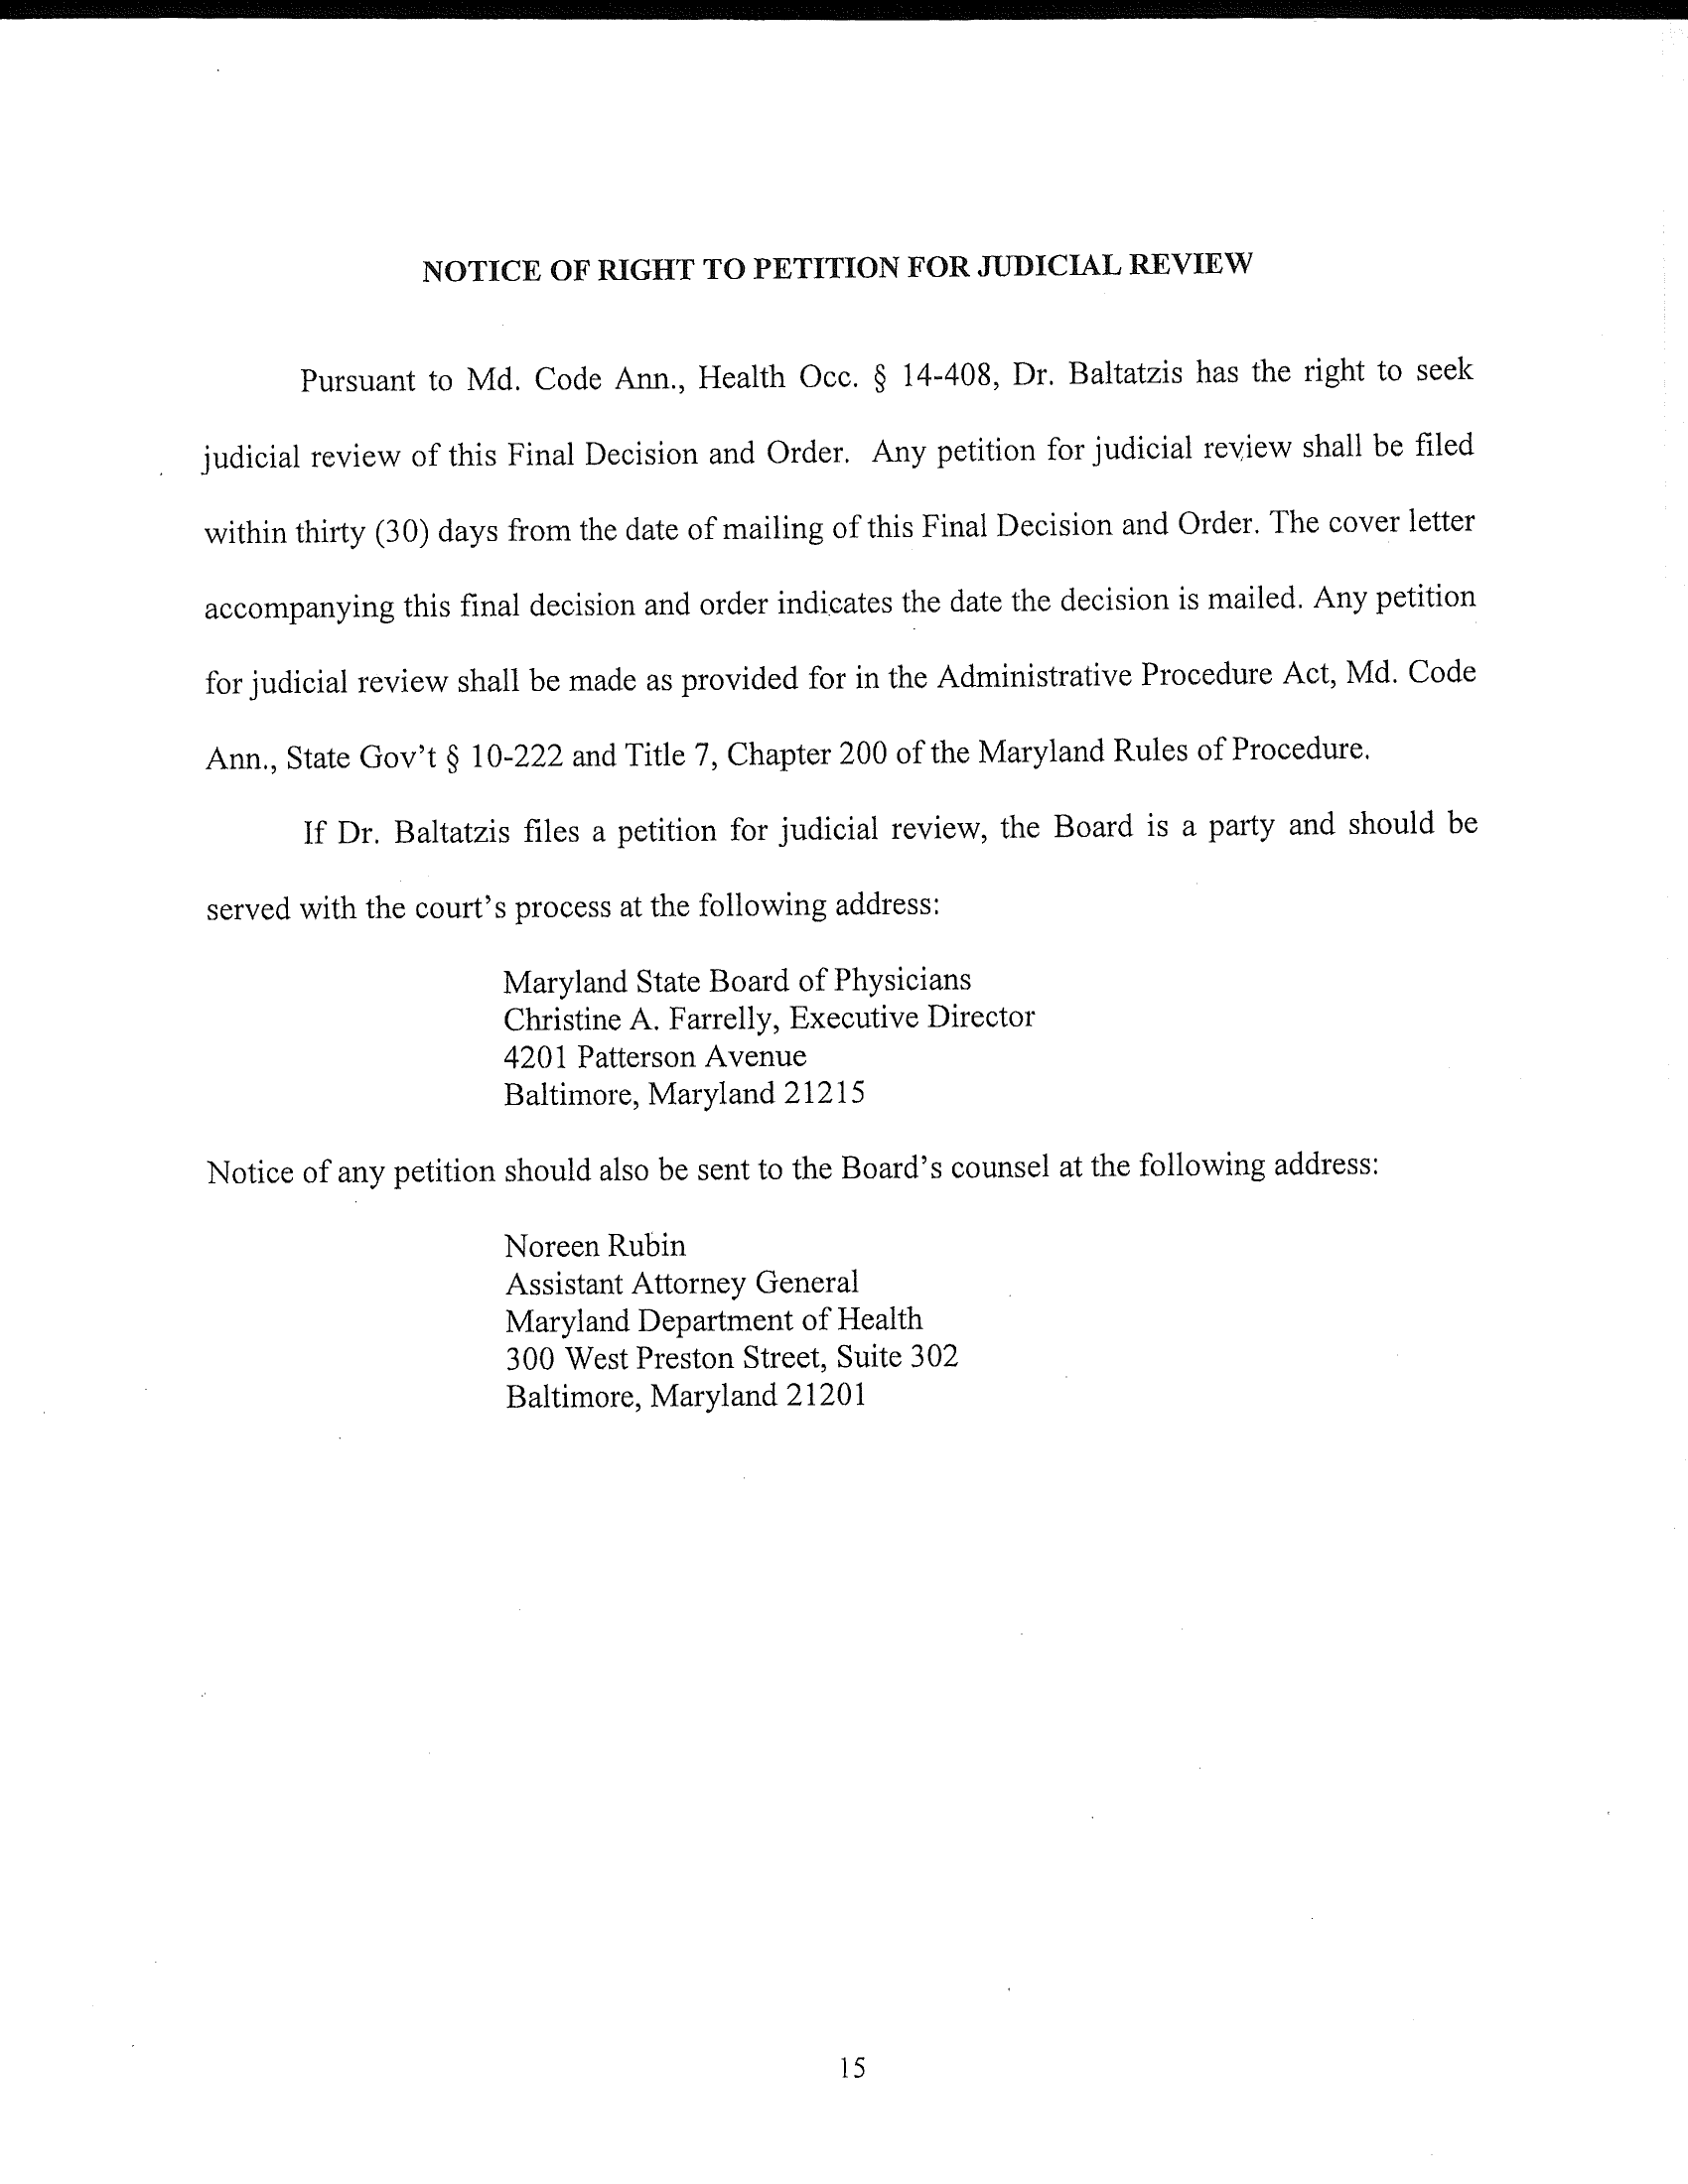 NOTICE OF RIGHT TO PETITION FOR JUDICIAL REVIEW
Pursuant to Md. Code Ann., Health Occ. § 14-408, Dr. Baltatzis has the right to seek
judicial review of this Final Decision and Order. Any petition for judicial review shall be filed
within thirty (30) days from the date of mailing of this Final Decision and Order. The cover letter
accompanying this final decision and order indicates the date the decision is mailed. Any petition
for judicial review shall be made as provided for in the Administrative Procedure Act, Md. Code
Ann., State Gov't § 10-222 and Title 7, Chapter 200 of the Maryland Rules of Procedure.
If Dr. Baltatzis files a petition for judicial review, the Board is a party and should be
served with the court's process at the following address:
Maryland State Board of Physicians
Christine A. Farrelly, Executive Director
4201 Patterson Avenue
Baltimore, Maryland 21215
Notice of any petition should also be sent to the Board's counsel at the following address:
Noreen Rubin
Assistant Attorney General
Maryland Department of Health
300 West Preston Street, Suite 302
Baltimore, Maryland 21201
15